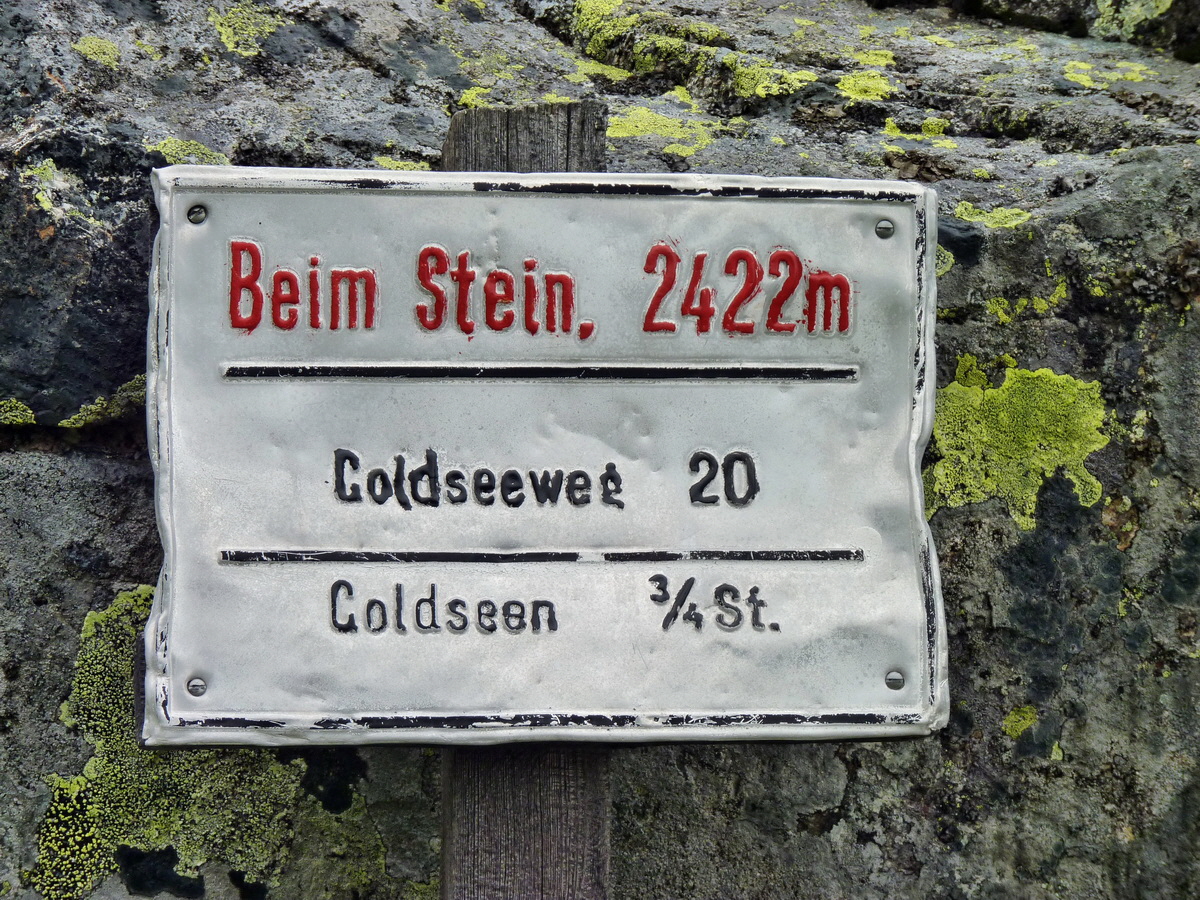 Beim Stein, 2422m
Goldseeweg 20
Goldseen ¾ St.